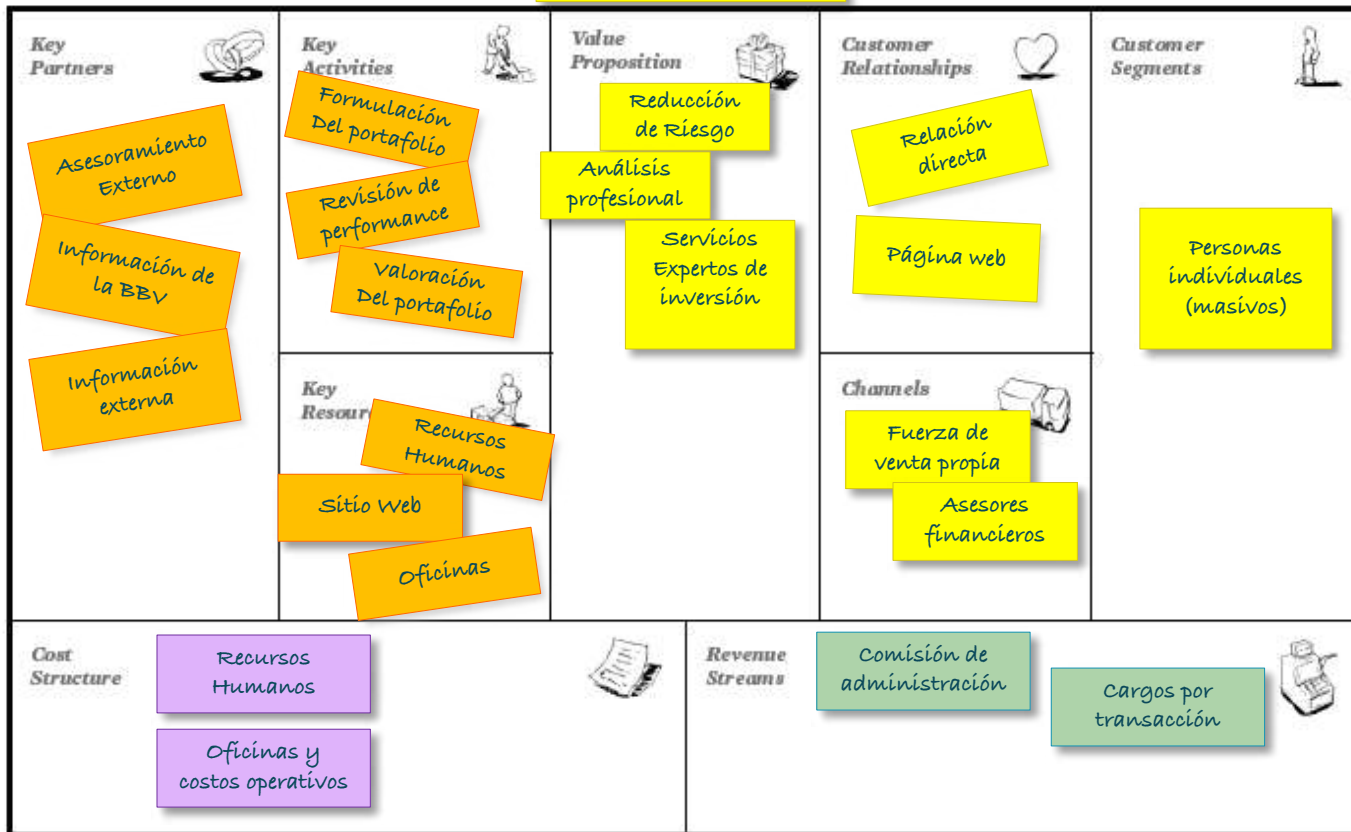 Key
Partners
Asesoramiento
Externo
Información de
la BBV
Información
externa
Key
Activities
Formulación
Del portafolio
Revisión de
performance
Valoración
Del portafolio
Key
Recursos
Humanos
Sitio Web
Oficinas
Value
Proposition
Reducción
de Riesgo
Análisis
profesional
Servicios
Expertos de
inversión
Customer
Relationships
Relación
directa
Página web
Channels
Fuerza de
venta propia
Asesores
financieros
Customer
Segments
Personas
individuales
(masivos)
Cost
Structure
Recursos
Humanos
Oficinas y
costos operativos
Revenue
Streams
Comisión de
administración
Cargos por
transacción